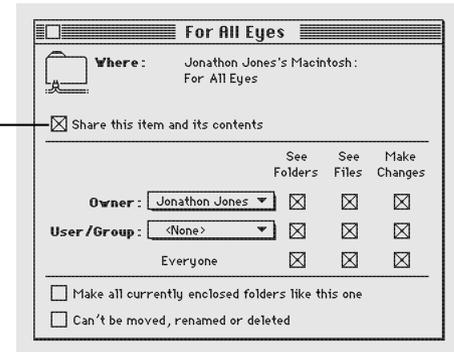 For All Eyes
Where: Jonathon Jones's Macintosh:
For All Eyes
Share this item and its contents
See See Make
Folders Files Changes
Owner: Jonathon Jones
User/Group: <None>
Everyone
Make all currently enclosed folders like this one
Can't be moved, renamed or deleted